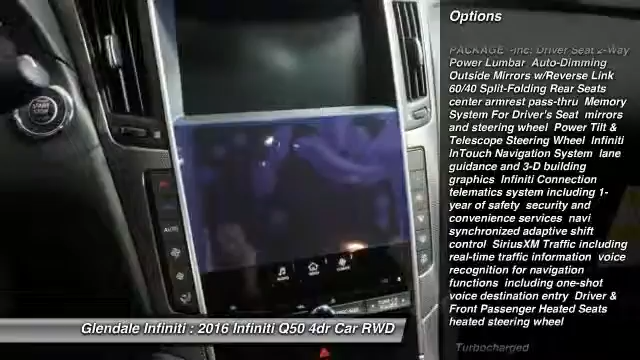 Options
PACKAGE -inc: Driver Seat 2-Way
Power Lumbar Auto-Dimming
Outside Mirrors w/Reverse Link
60/40 Split-Folding Rear Seats
center armrest pass-thru Memory
System For Driver's Seat mirrors
and steering wheel Power Tilt &
Telescope Steering Wheel Infiniti
InTouch Navigation System lane
guidance and 3-D building
graphics Infiniti Connection
telematics system including 1-
year of safety security and
convenience services navi
synchronized adaptive shift
control SiriusXM Traffic including
real-time traffic information voice
recognition for navigation
functions including one-shot
voice destination entry Driver &
Front Passenger Heated Seats
heated steering wheel
Turbocharged
START
AUTO
AUDIO
MENU
CLIMATE
Glendale Infiniti : 2016 Infiniti Q50 4dr Car RWD